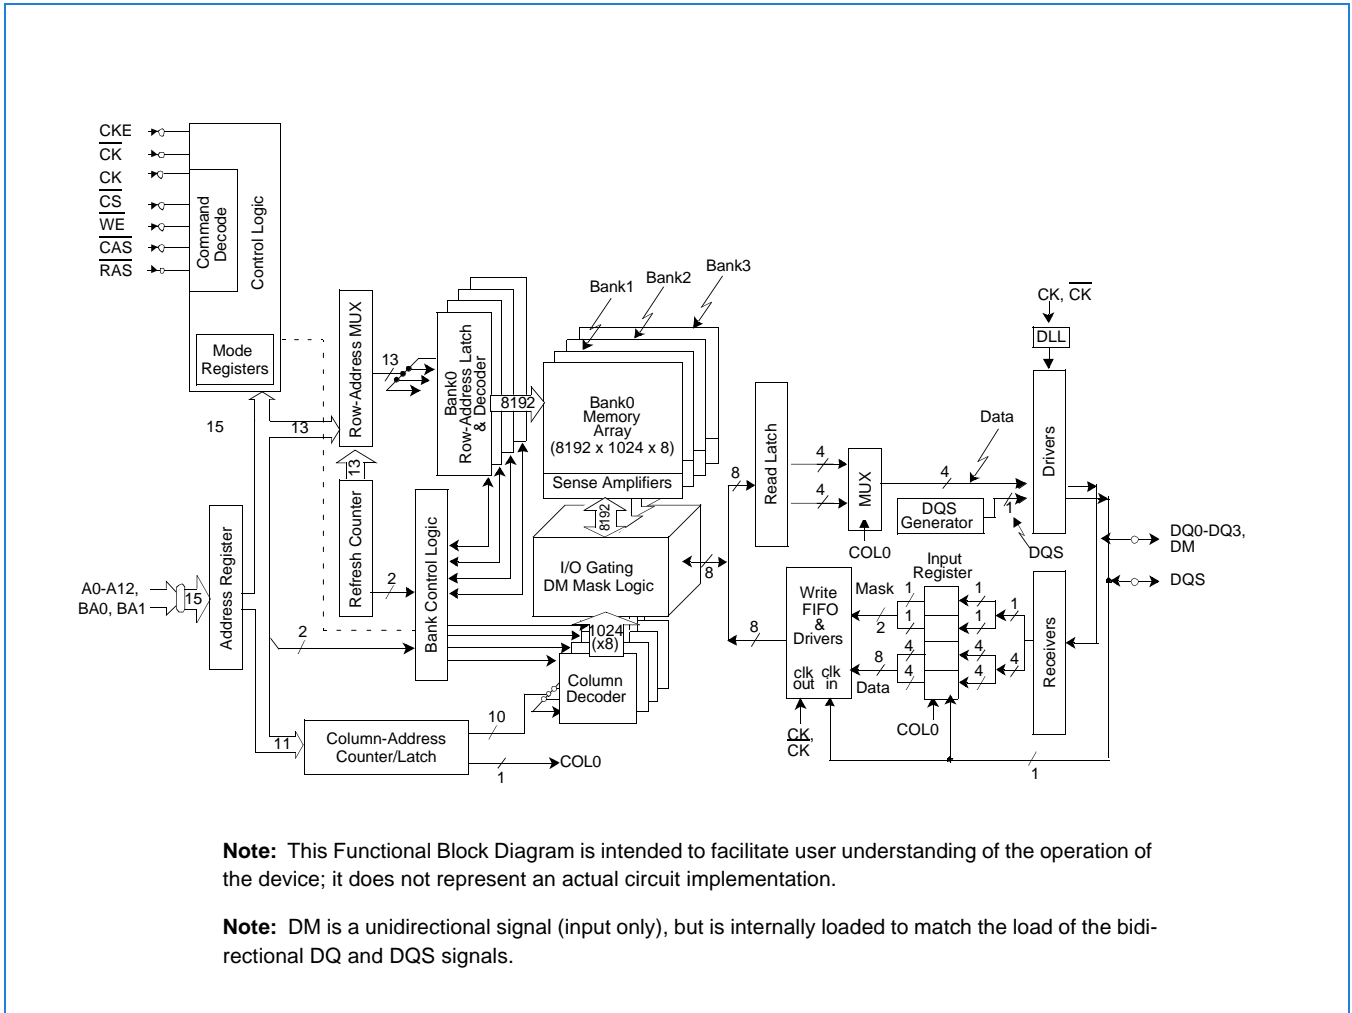 CKE
CK
CK
CS
WE
CAS
RAS
Command
Decode
Control Logic
Mode
Registers
Row-Address MUX
13
Bank0
Row-Address Latch
& Decoder
8192
Bank1
Bank2
Bank3
Bank0
Memory
Array
(8192 x 1024 x 8)
Sense Amplifiers
8192
15
13
13
Refresh Counter
Bank Control Logic
2
I/O Gating
DM Mask Logic
8
A0-A12,
BA0, BA1
15
Address Register
2
1024
(x8)
Column
Decoder
11
Column-Address
Counter/Latch
10
1
COL0
8
Read Latch
4
4
MUX
COL0
4
Data
DQS
Generator
1
DQS
CK, CK
DLL
Drivers
DQ0-DQ3,
DM
DQS
8
Write
FIFO
&
Drivers
clk
out
clk
in
CK,
CK
Mask
2
8
Data
Input
Register
1
1
4
4
1
1
4
4
1
4
COL0
Receivers
1
Note: This Functional Block Diagram is intended to facilitate user understanding of the operation of
the device; it does not represent an actual circuit implementation.
Note: DM is a unidirectional signal (input only), but is internally loaded to match the load of the bidi-
rectional DQ and DQS signals.